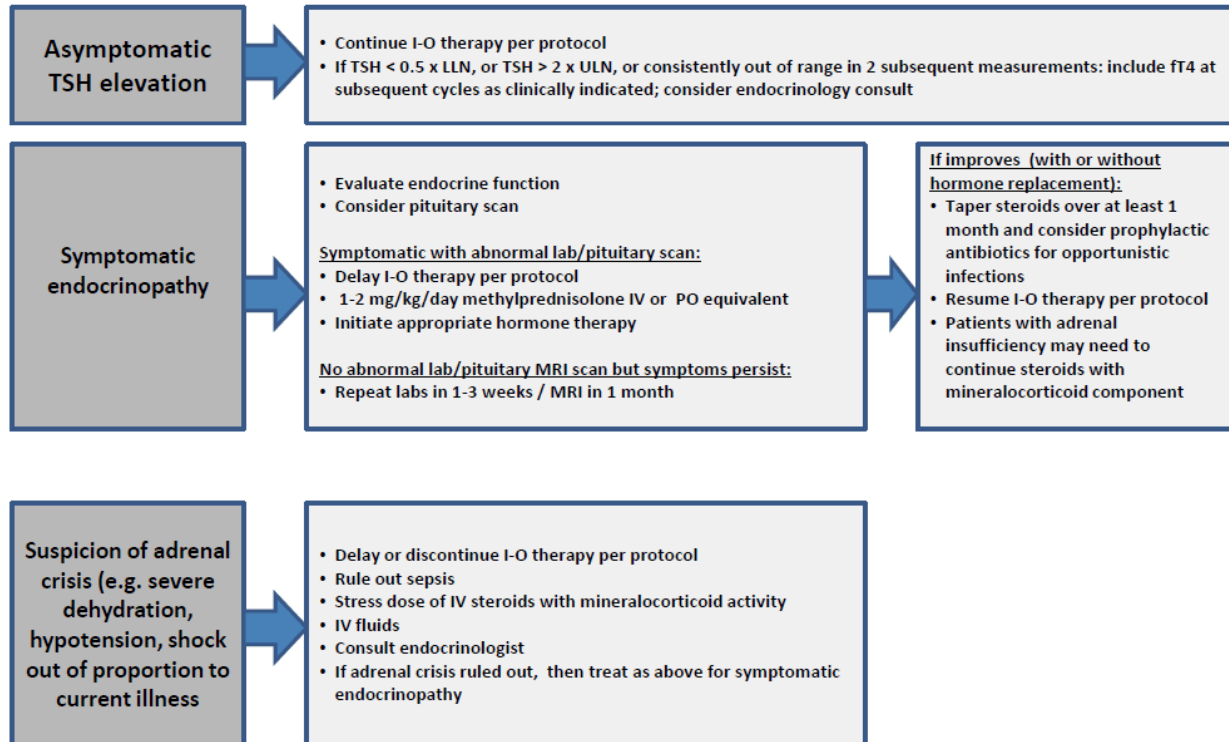 Asymptomatic
TSH elevation
• Continue I-O therapy per protocol
• If TSH < 0.5 x LLN, or TSH > 2 x ULN, or consistently out of range in 2 subsequent measurements: include fT4 at
subsequent cycles as clinically indicated; consider endocrinology consult
Symptomatic
endocrinopathy
• Evaluate endocrine function
• Consider pituitary scan
Symptomatic with abnormal lab/pituitary scan:
• Delay I-O therapy per protocol
• 1-2 mg/kg/day methylprednisolone IV or PO equivalent
• Initiate appropriate hormone therapy
No abnormal lab/pituitary MRI scan but symptoms persist:
• Repeat labs in 1-3 weeks / MRI in 1 month
If improves (with or without
hormone replacement):
• Taper steroids over at least 1
month and consider prophylactic
antibiotics for opportunistic
infections
• Resume I-O therapy per protocol
• Patients with adrenal
insufficiency may need to
continue steroids with
mineralocorticoid component
Suspicion of adrenal
crisis (e.g. severe
dehydration,
hypotension, shock
out of proportion to
current illness
• Delay or discontinue I-O therapy per protocol
• Rule out sepsis
• Stress dose of IV steroids with mineralocorticoid activity
• IV fluids
• Consult endocrinologist
• If adrenal crisis ruled out, then treat as above for symptomatic
endocrinopathy